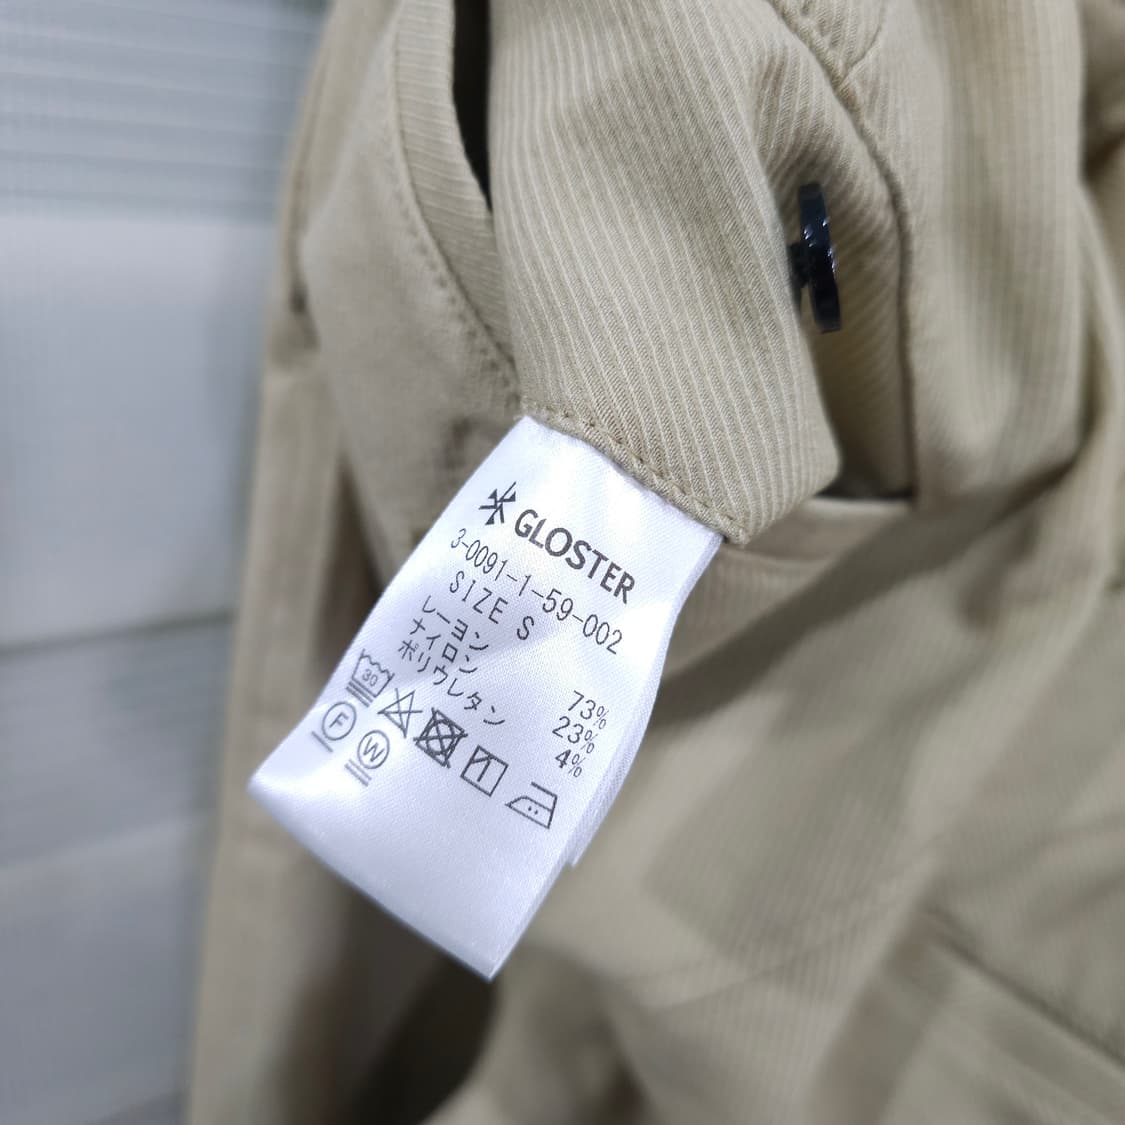 GLOSTER
3-0091-1-59-002
SIZE S
レーヨン 73%
ナイロン 23%
ポリウレタン 4%
30
F
W